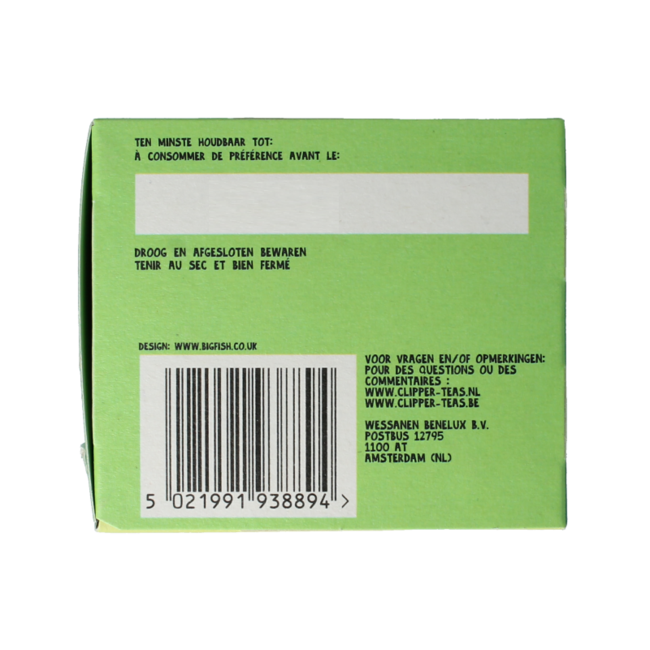 TEN MINSTE HOUDBAAR TOT:
À CONSOMMER DE PRÉFÉRENCE AVANT LE:
DROOG EN AFGESLOTEN BEWAREN
TENIR AU SEC ET BIEN FERMÉ
DESIGN: WWW.BIGFISH.CO.UK
5 021991 938894 >
VOOR VRAGEN EN/OF OPMERKINGEN:
POUR DES QUESTIONS OU DES
COMMENTAIRES :
WWW.CLIPPER-TEAS.NL
WWW.CLIPPER-TEAS.BE
WESSANEN BENELUX B.V.
POSTBUS 12795
1100 AT
AMSTERDAM (NL)